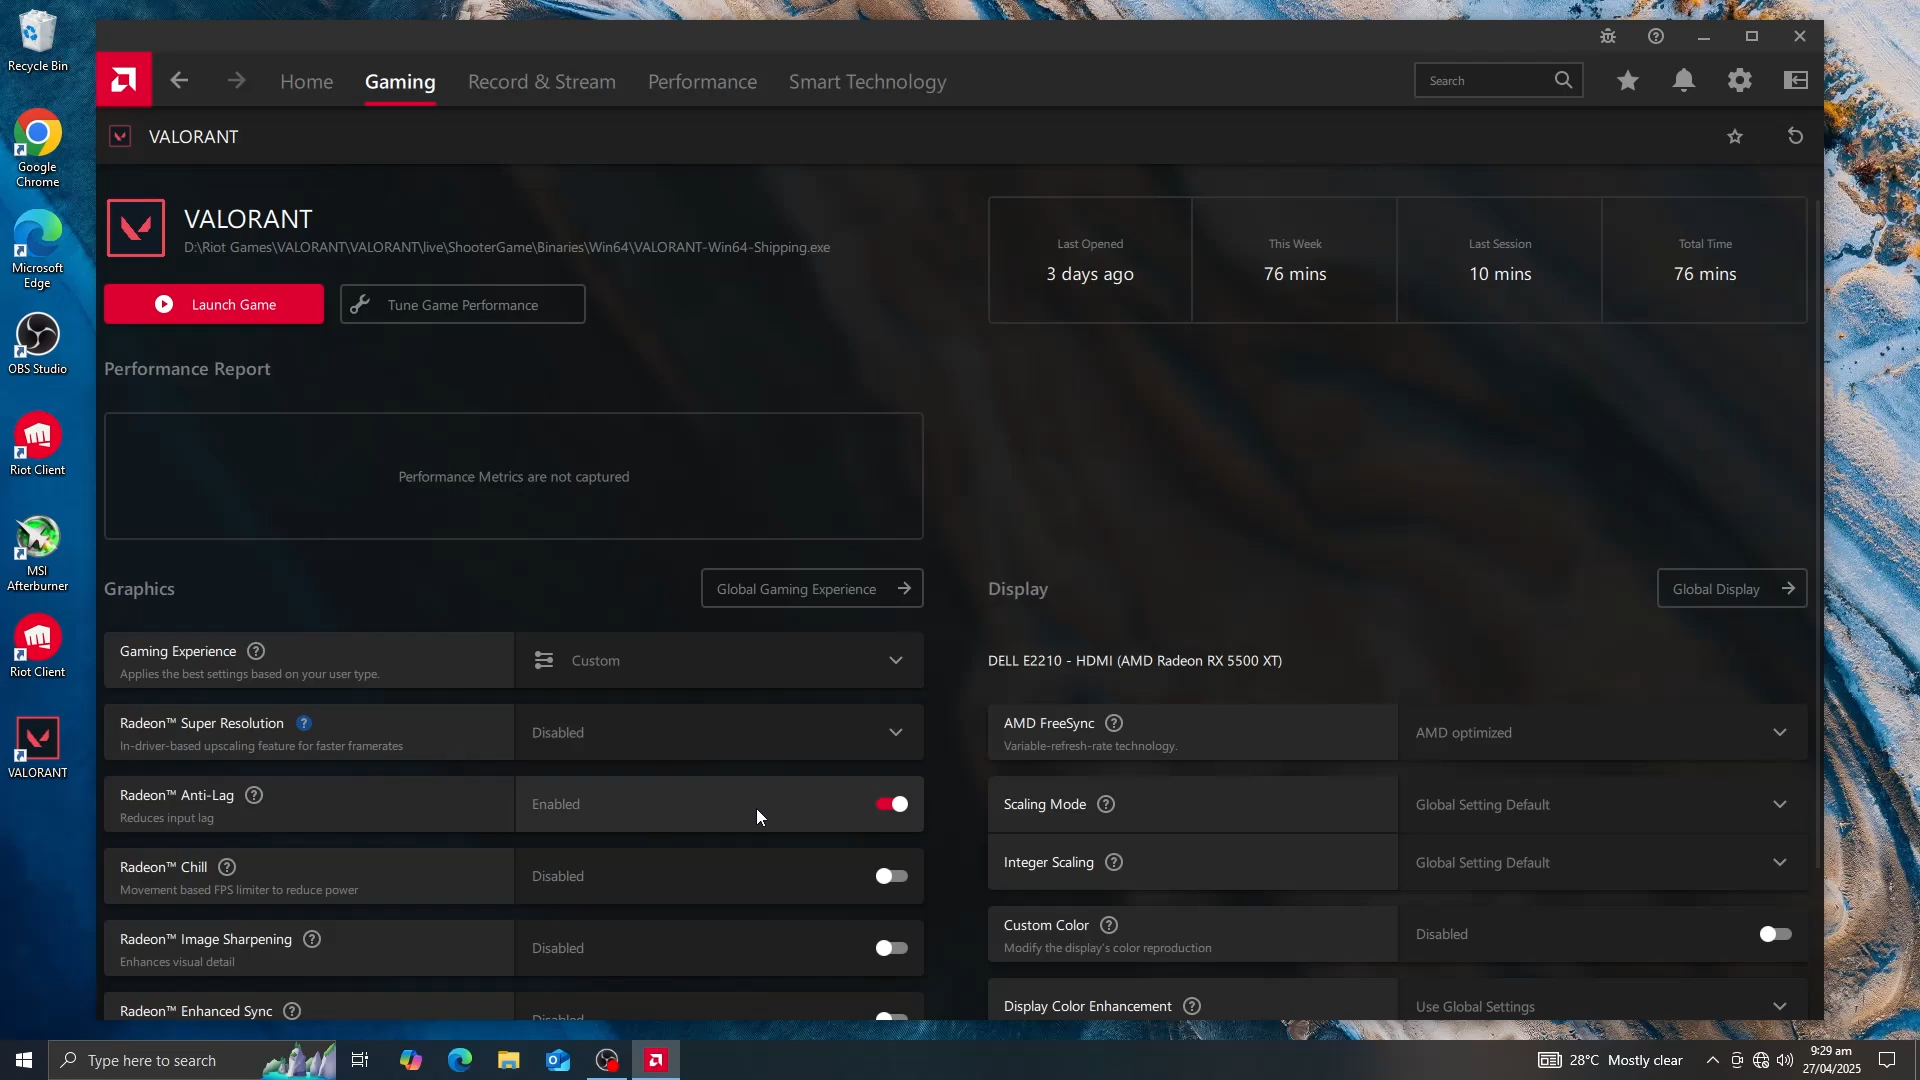 Recycle Bin
Google
Chrome
Microsoft
Edge
OBS Studio
Riot Client
MSI
Afterburner
Riot Client
VALORANT
Home
Gaming
Record & Stream
Performance
Smart Technology
Search
VALORANT
VALORANT
D:\Riot Games\VALORANT\VALORANT\live\ShooterGame\Binaries\Win64\VALORANT-Win64-Shipping.exe
Launch Game
Tune Game Performance
Last Opened
3 days ago
This Week
76 mins
Last Session
10 mins
Total Time
76 mins
Performance Report
Performance Metrics are not captured
Graphics
Global Gaming Experience
Gaming Experience
Applies the best settings based on your user type.
Custom
Radeon™ Super Resolution
In-driver-based upscaling feature for faster framerates
Disabled
Radeon™ Anti-Lag
Reduces input lag
Enabled
Radeon™ Chill
Movement based FPS limiter to reduce power
Disabled
Radeon™ Image Sharpening
Enhances visual detail
Disabled
Radeon™ Enhanced Sync
Disabled
Display
Global Display
DELL E2210 - HDMI (AMD Radeon RX 5500 XT)
AMD FreeSync
Variable-refresh-rate technology.
AMD optimized
Scaling Mode
Global Setting Default
Integer Scaling
Global Setting Default
Custom Color
Modify the display's color reproduction
Disabled
Display Color Enhancement
Use Global Settings
Type here to search
28°C Mostly clear
9:29 am
27/04/2025